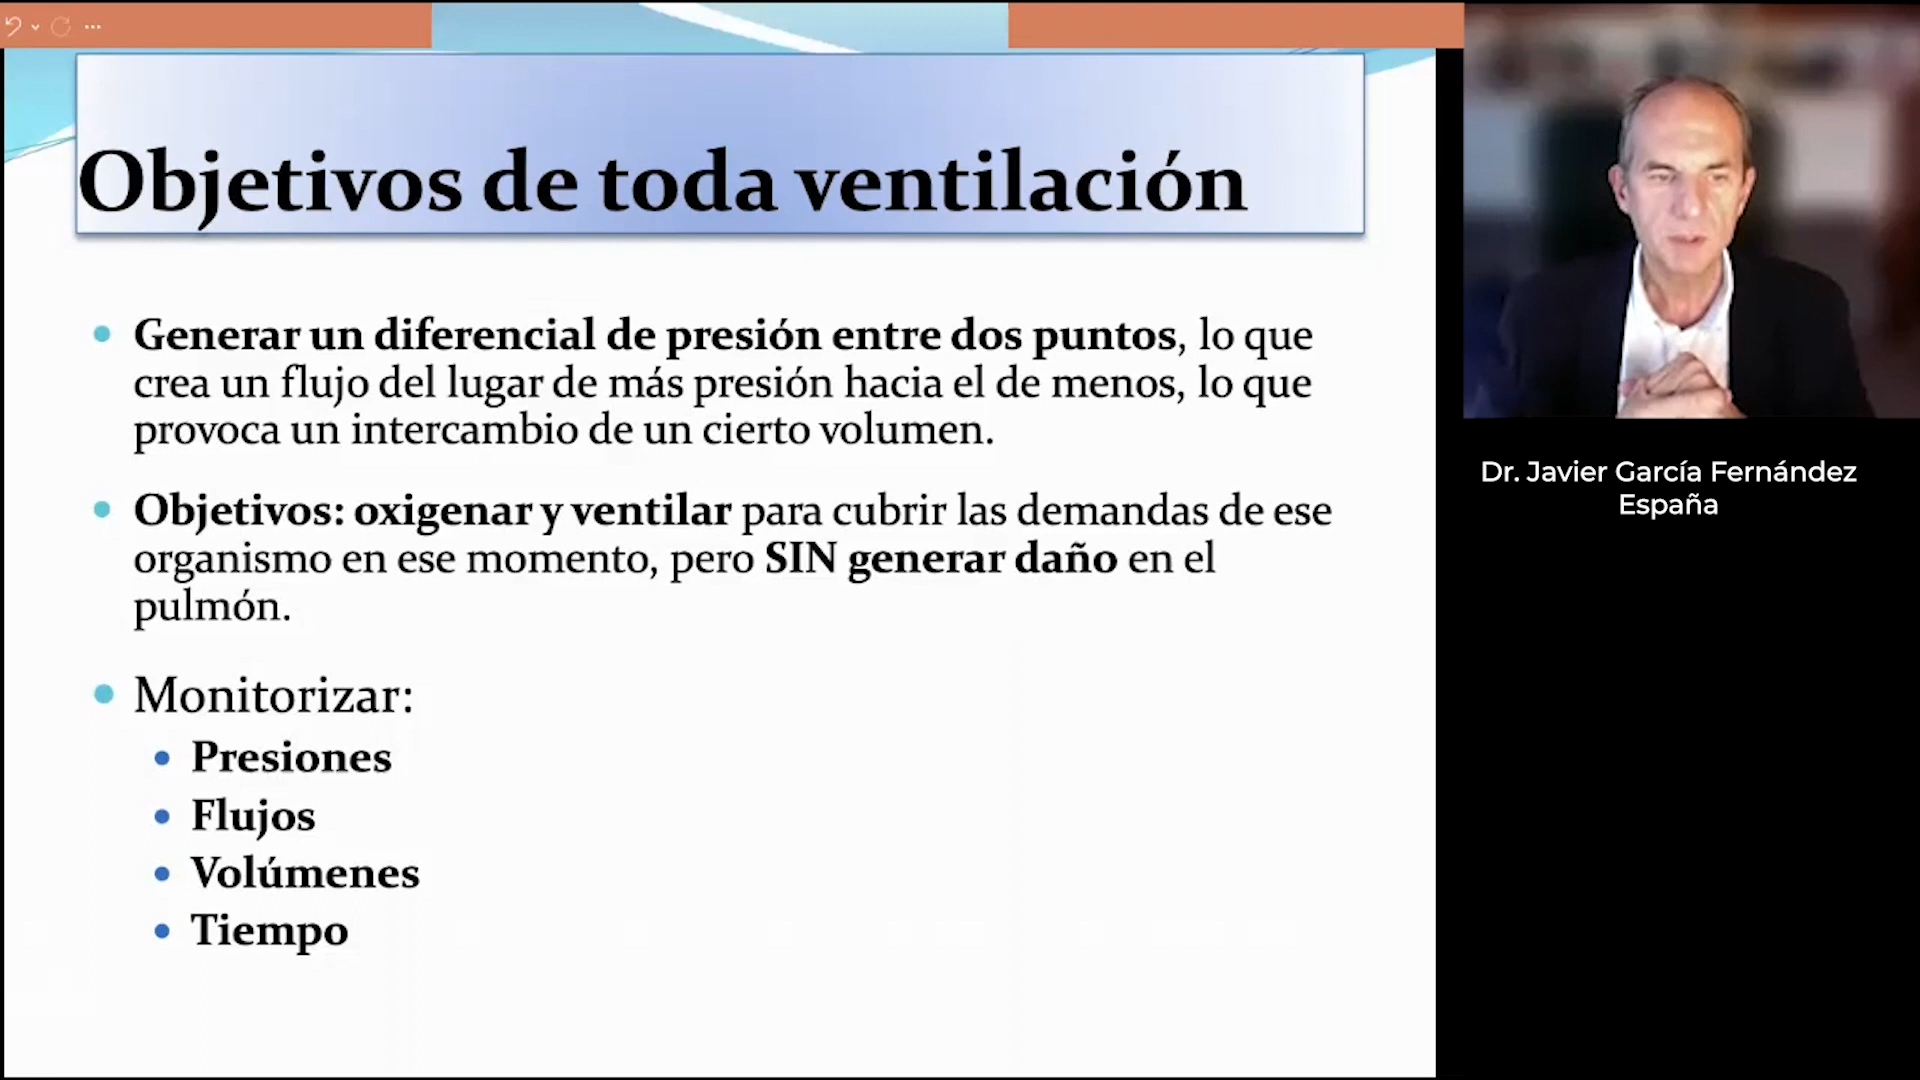 Objetivos de toda ventilación
Generar un diferencial de presión entre dos puntos, lo que
crea un flujo del lugar de más presión hacia el de menos, lo que
provoca un intercambio de un cierto volumen.
Objetivos: oxigenar y ventilar para cubrir las demandas de ese
organismo en ese momento, pero SIN generar daño en el
pulmón.
Monitorizar:
Presiones
Flujos
Volúmenes
Tiempo
Dr. Javier García Fernández
España